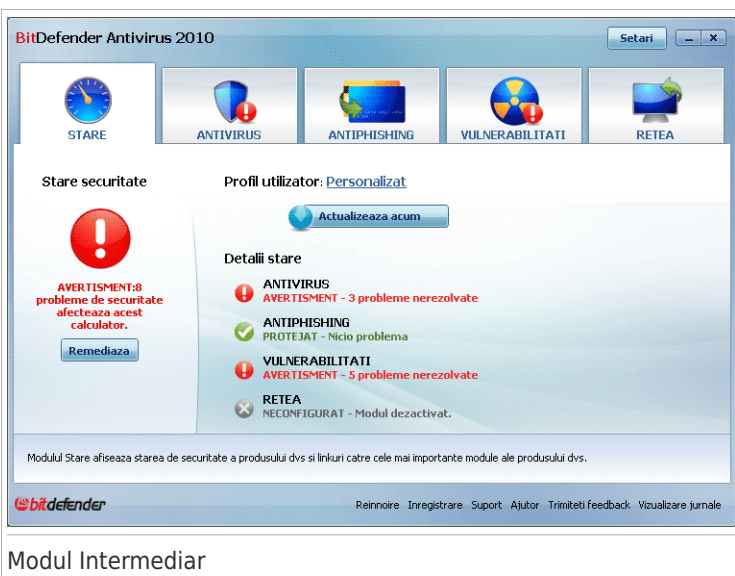 BitDefender Antivirus 2010
Setari
STARE
ANTIVIRUS
ANTIPHISHING
VULNERABILITATI
RETEA
Stare securitate
Profil utilizator: Personalizat
Actualizeaza acum
Detalii stare
AVERTISMENT:8
probleme de securitate
afecteaza acest
calculator.
Remediaza
ANTIVIRUS
AVERTISMENT - 3 probleme nerezolvate
ANTIPHISHING
PROTEJAT - Nicio problema
VULNERABILITATI
AVERTISMENT - 5 probleme nerezolvate
RETEA
NECONFIGURAT - Modul dezactivat.
Modulul Stare afiseaza starea de securitate a produsului dvs si linkuri catre cele mai importante module ale produsului dvs.
bitdefender
Reinnoire Inregistrare Suport Ajutor Trimiteti feedback Vizualizare jurnale
Modul Intermediar